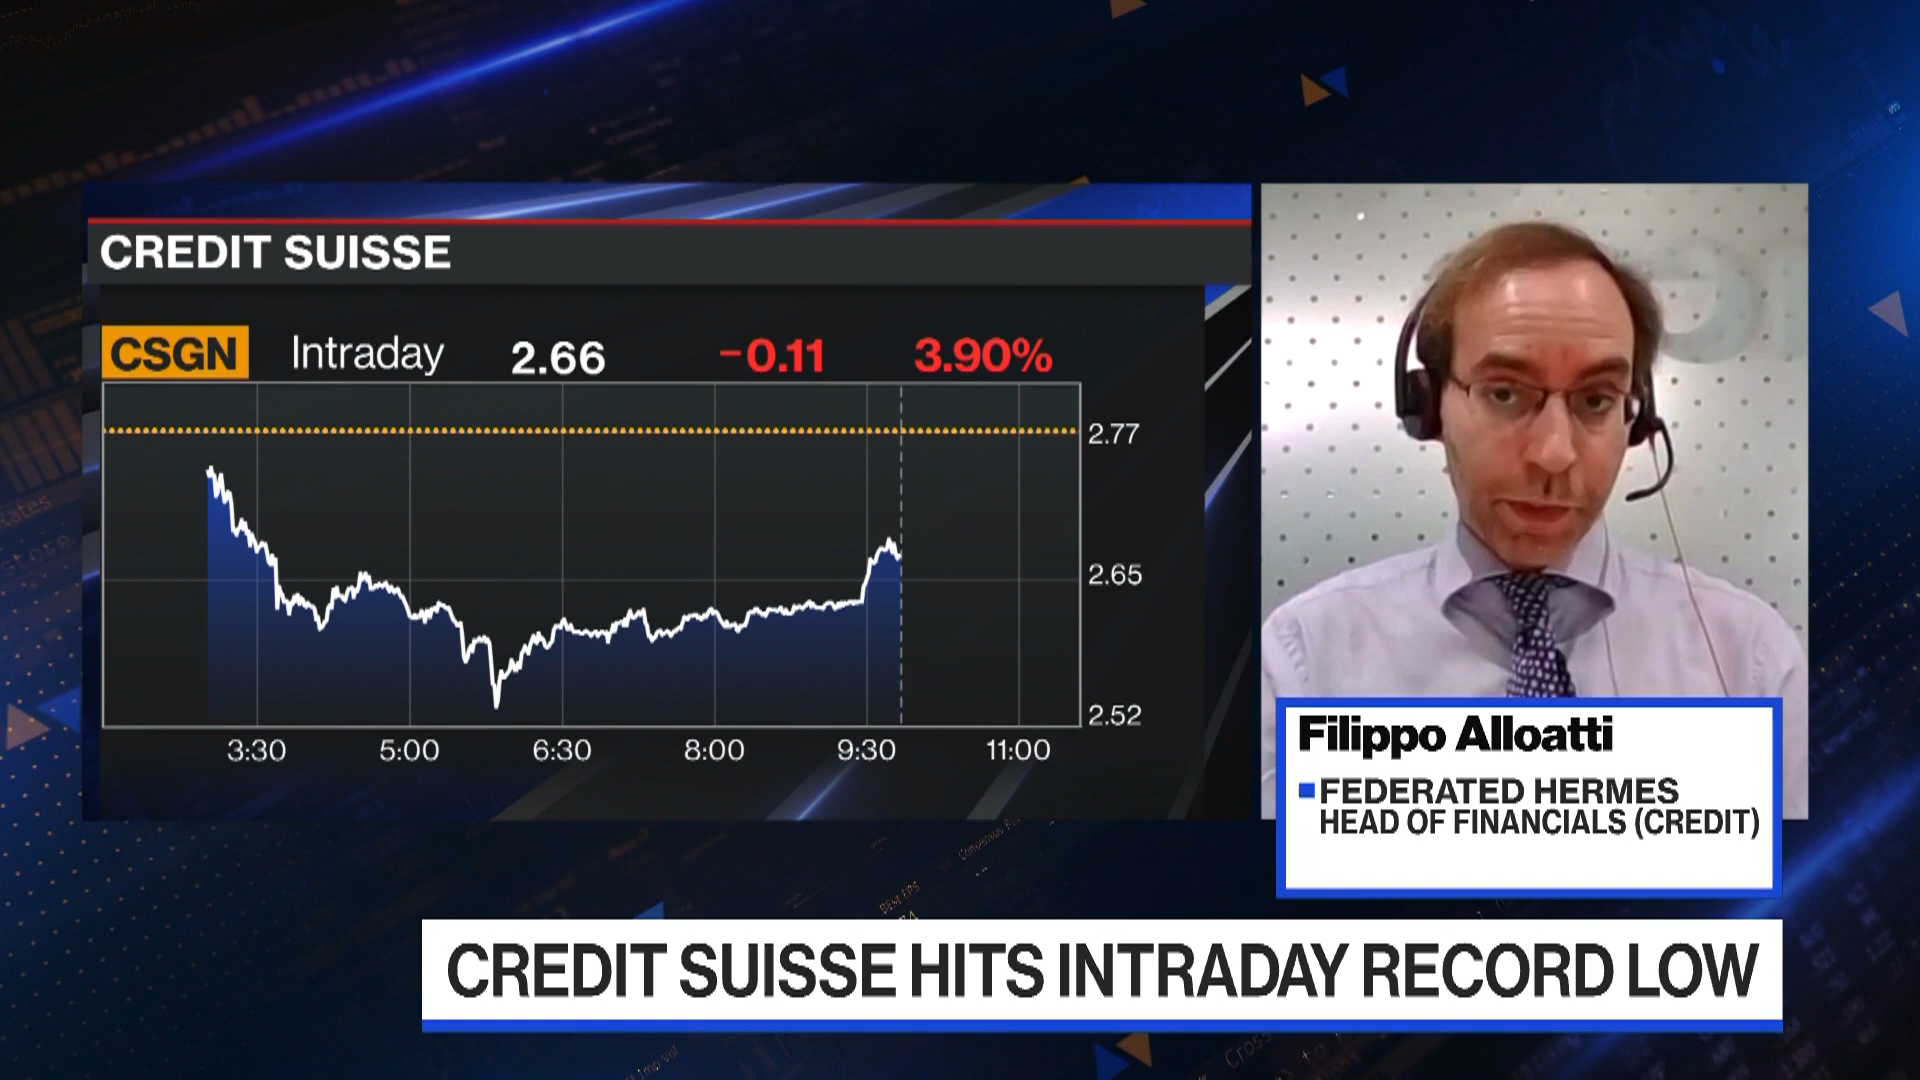 CREDIT SUISSE
CSGN Intraday 2.66 -0.11 3.90%
2.77
2.65
2.52
3:30 5:00 6:30 8:00 9:30 11:00
Filippo Alloatti
FEDERATED HERMES
HEAD OF FINANCIALS (CREDIT)
CREDIT SUISSE HITS INTRADAY RECORD LOW